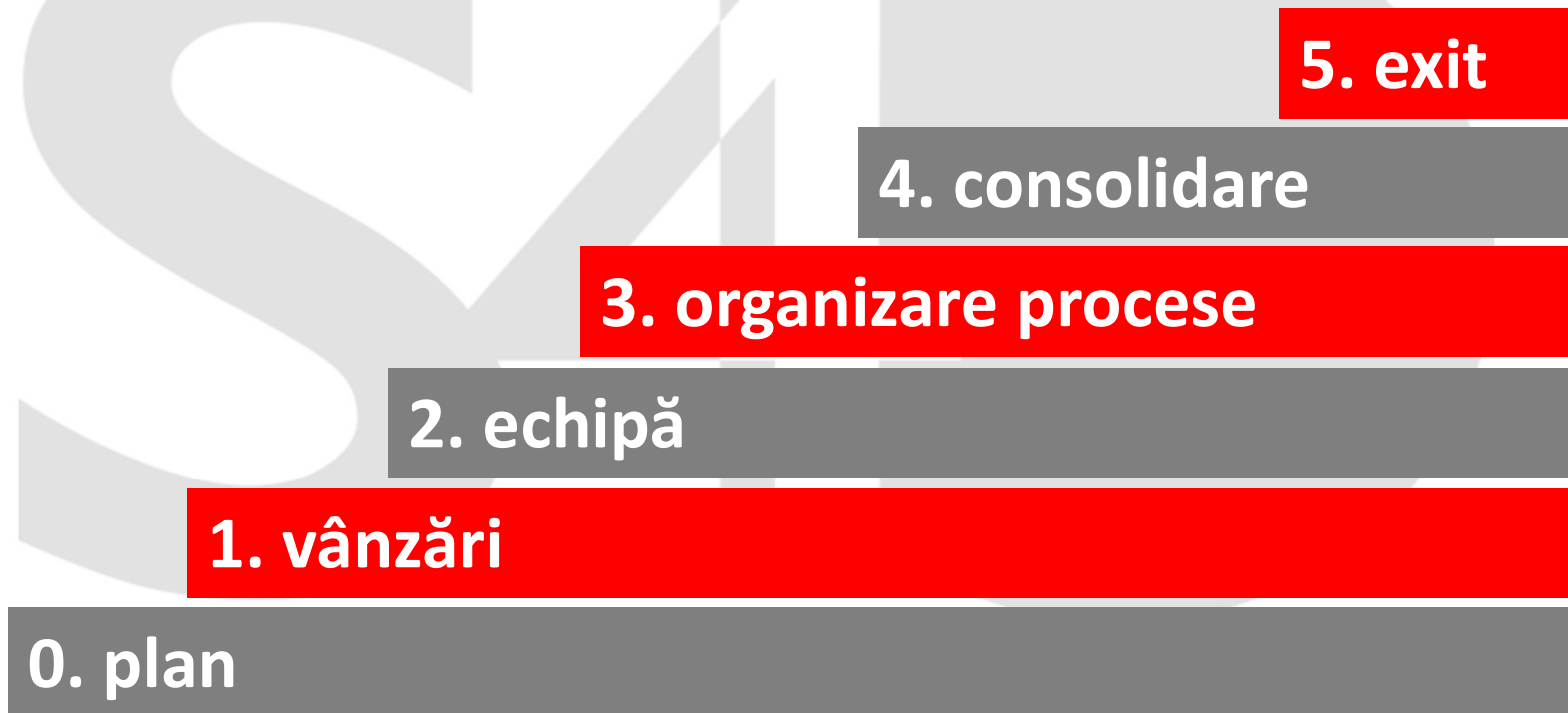 5. exit
4. consolidare
3. organizare procese
2. echipă
1. vânzări
0. plan